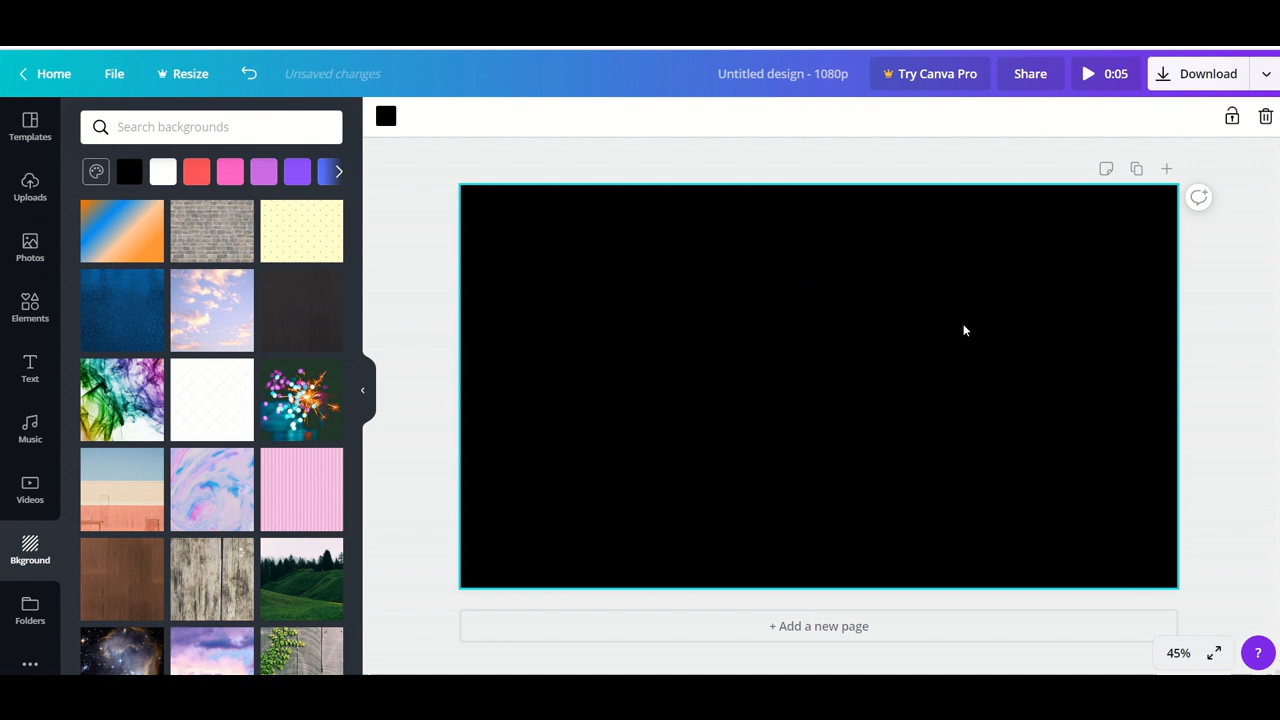 Home
File
Resize
Unsaved changes
Untitled design - 1080p
Try Canva Pro
Share
0:05
Download
Templates
Search backgrounds
Uploads
Photos
Elements
Text
Music
Videos
Bkground
Folders
+ Add a new page
45%
?